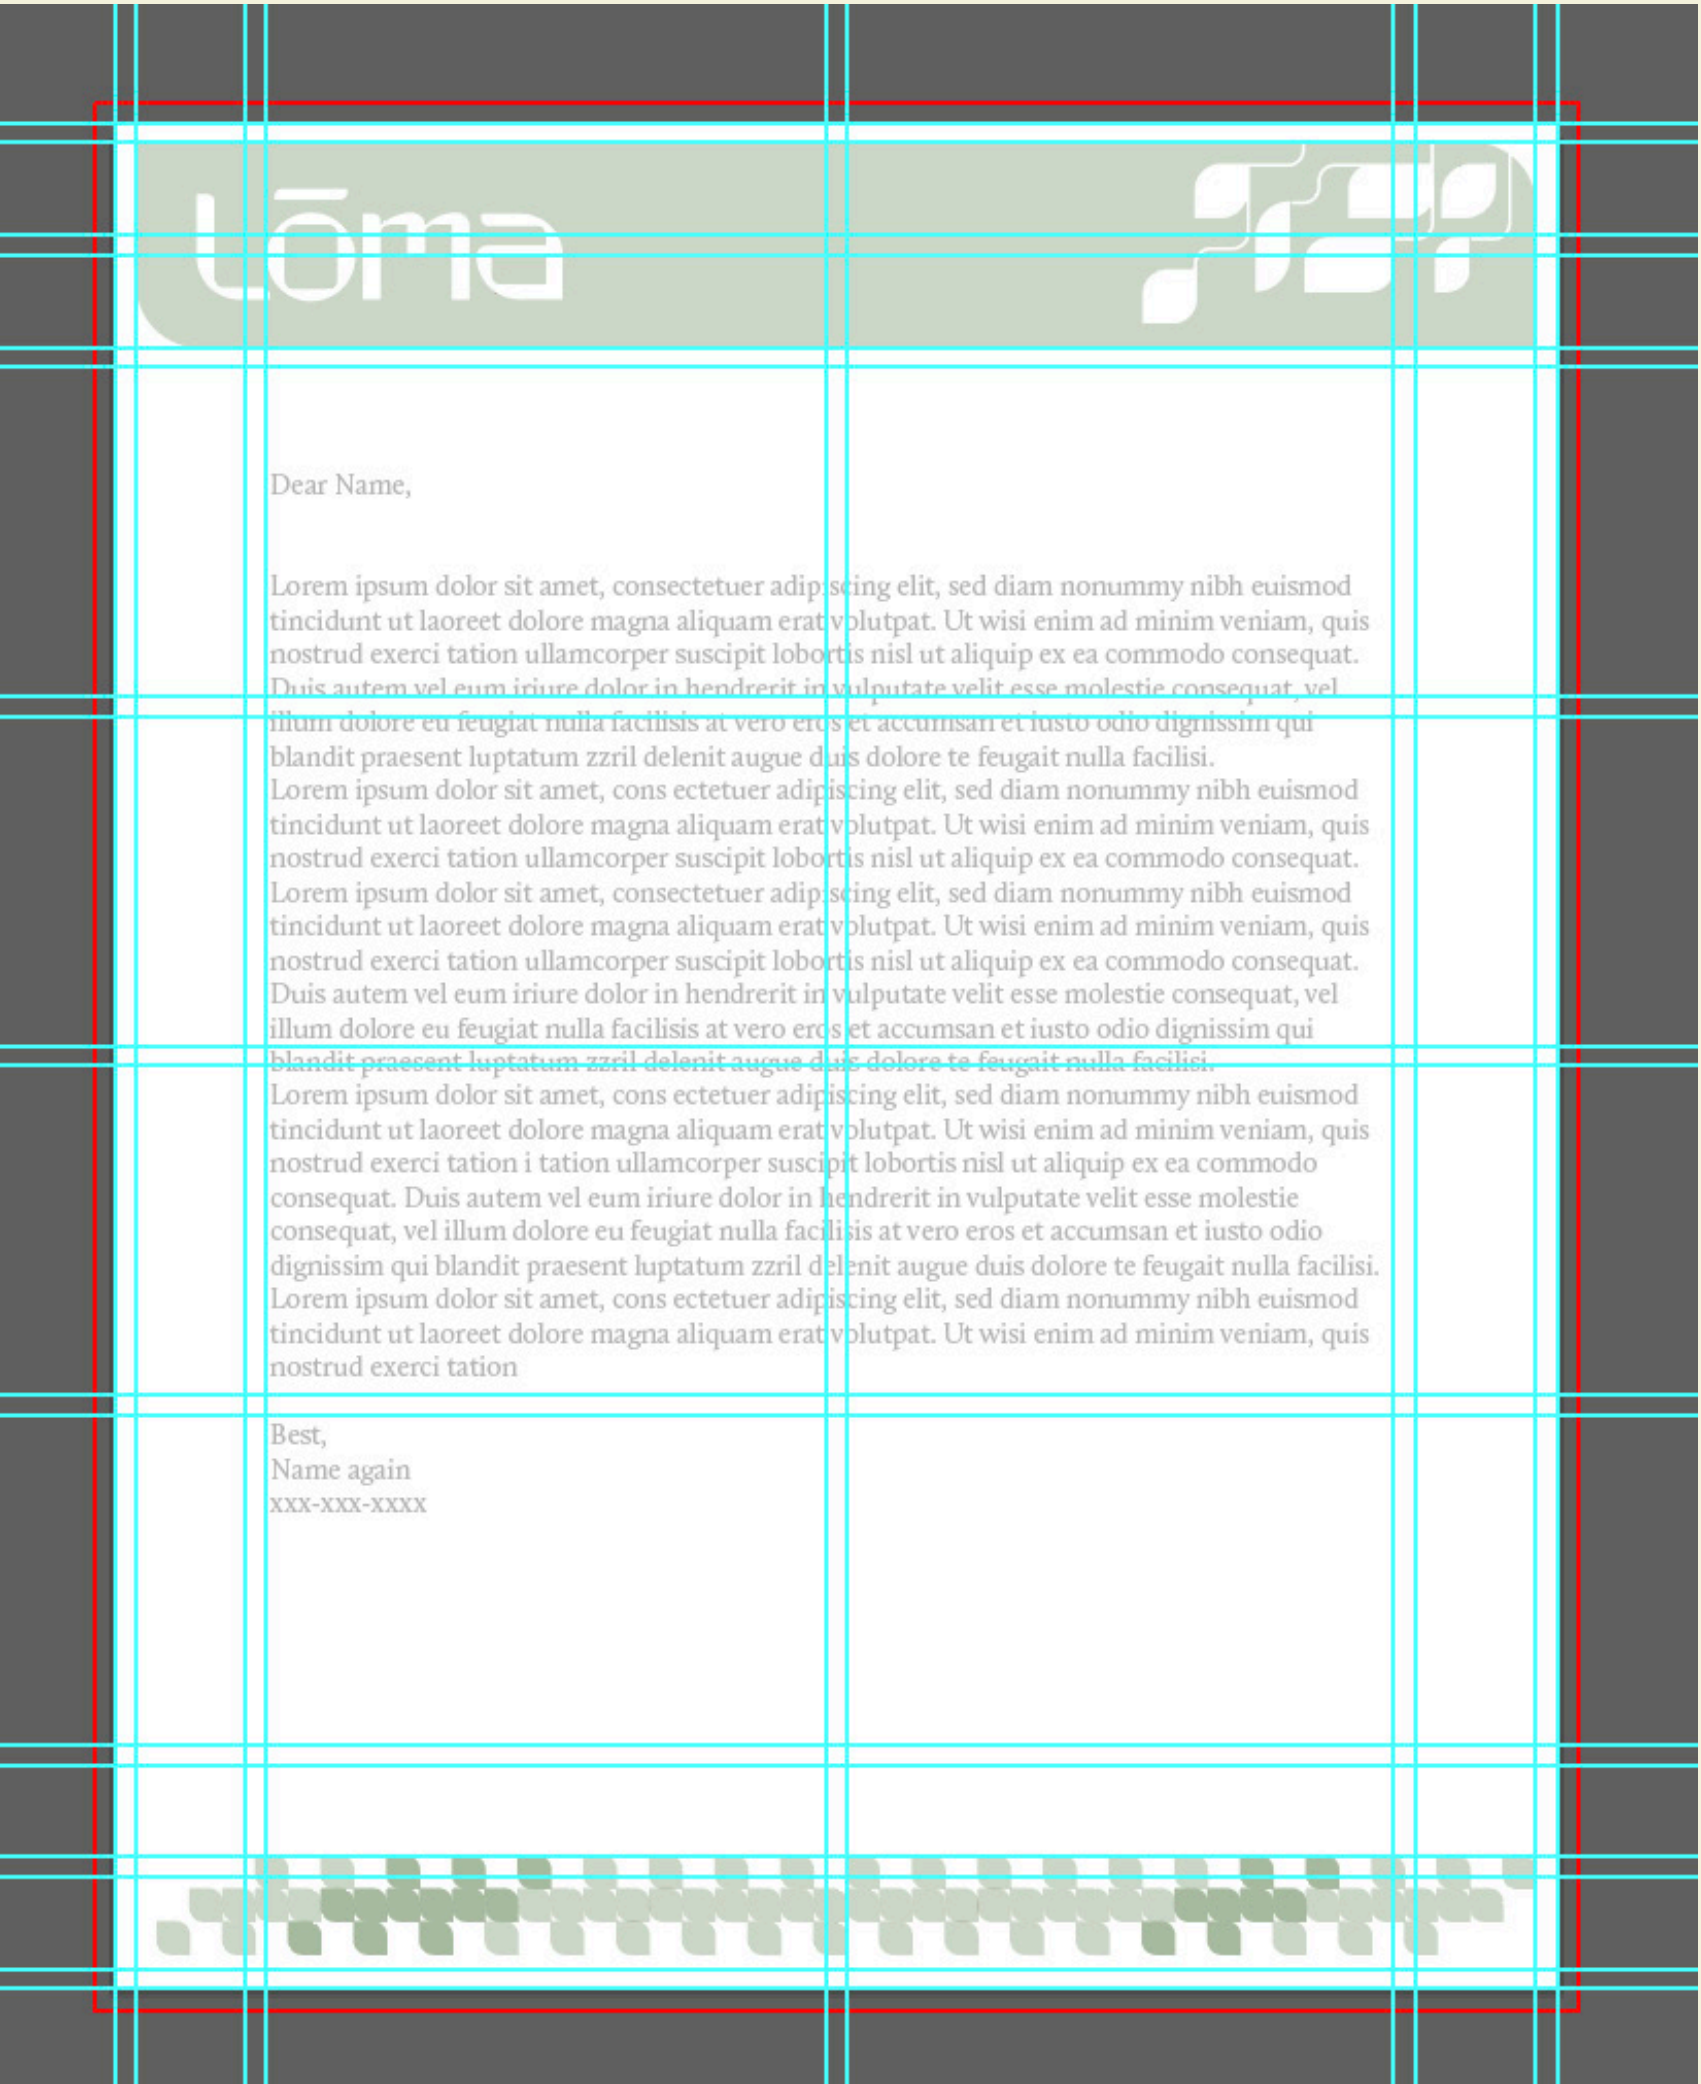 Lōma
Dear Name,
Lorem ipsum dolor sit amet, consectetuer adipiscing elit, sed diam nonummy nibh euismod
tincidunt ut laoreet dolore magna aliquam erat volutpat. Ut wisi enim ad minim veniam, quis
nostrud exerci tation ullamcorper suscipit lobortis nisl ut aliquip ex ea commodo consequat.
Duis autem vel eum iriure dolor in hendrerit in vulputate velit esse molestie consequat, vel
illum dolore eu feugiat nulla facilisis at vero eros et accumsan et iusto odio dignissim qui
blandit praesent luptatum zzril delenit augue duis dolore te feugait nulla facilisi.
Lorem ipsum dolor sit amet, cons ectetuer adipiscing elit, sed diam nonummy nibh euismod
tincidunt ut laoreet dolore magna aliquam erat volutpat. Ut wisi enim ad minim veniam, quis
nostrud exerci tation ullamcorper suscipit lobortis nisl ut aliquip ex ea commodo consequat.
Lorem ipsum dolor sit amet, consectetuer adipiscing elit, sed diam nonummy nibh euismod
tincidunt ut laoreet dolore magna aliquam erat volutpat. Ut wisi enim ad minim veniam, quis
nostrud exerci tation ullamcorper suscipit lobortis nisl ut aliquip ex ea commodo consequat.
Duis autem vel eum iriure dolor in hendrerit in vulputate velit esse molestie consequat, vel
illum dolore eu feugiat nulla facilisis at vero eros et accumsan et iusto odio dignissim qui
blandit praesent luptatum zzril delenit augue duis dolore te feugait nulla facilisi.
Lorem ipsum dolor sit amet, cons ectetuer adipiscing elit, sed diam nonummy nibh euismod
tincidunt ut laoreet dolore magna aliquam erat volutpat. Ut wisi enim ad minim veniam, quis
nostrud exerci tation i tation ullamcorper suscipit lobortis nisl ut aliquip ex ea commodo
consequat. Duis autem vel eum iriure dolor in hendrerit in vulputate velit esse molestie
consequat, vel illum dolore eu feugiat nulla facilisis at vero eros et accumsan et iusto odio
dignissim qui blandit praesent luptatum zzril delenit augue duis dolore te feugait nulla facilisi.
Lorem ipsum dolor sit amet, cons ectetuer adipiscing elit, sed diam nonummy nibh euismod
tincidunt ut laoreet dolore magna aliquam erat volutpat. Ut wisi enim ad minim veniam, quis
nostrud exerci tation
Best,
Name again
xxx-xxx-xxxx